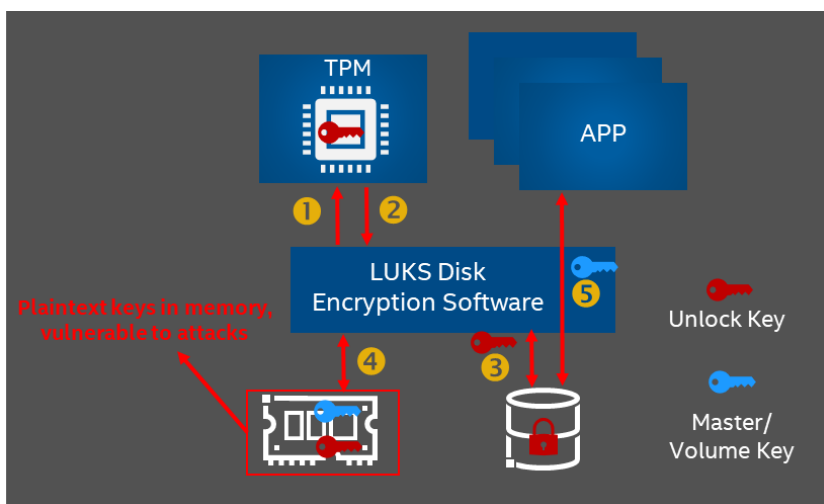 TPM
APP
1
2
LUKS Disk
Encryption Software
5
Plaintext keys in memory,
vulnerable to attacks
4
3
Unlock Key
Master/
Volume Key